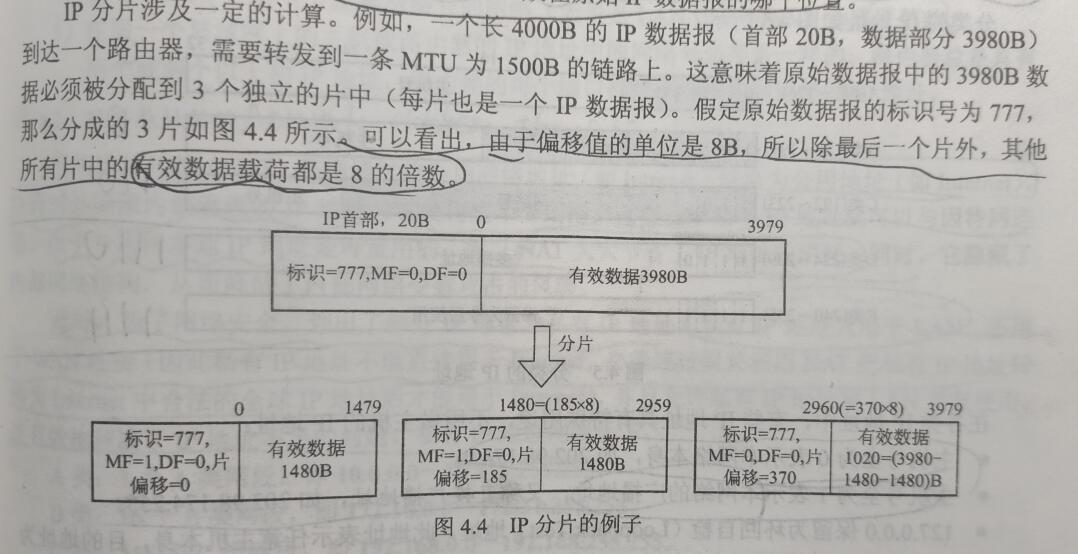 IP 分片涉及一定的计算。例如，一个长 4000B 的 IP 数据报（首部 20B，数据部分 3980B）
到达一个路由器，需要转发到一条 MTU 为 1500B 的链路上。这意味着原始数据报中的 3980B 数
据必须被分配到 3 个独立的片中（每片也是一个 IP 数据报）。假定原始数据报的标识号为 777，
那么分成的 3 片如图 4.4 所示。可以看出，由于偏移值的单位是 8B，所以除最后一个片外，其他
所有片中的有效数据载荷都是 8 的倍数。
IP首部，20B 0 3979
标识=777,MF=0,DF=0 有效数据3980B
分片
0 1479
标识=777,
MF=1,DF=0,片
偏移=0
有效数据
1480B
1480=(185×8) 2959
标识=777,
MF=1,DF=0,片
偏移=185
有效数据
1480B
2960(=370×8) 3979
标识=777,
MF=0,DF=0,片
偏移=370
有效数据
1020=(3980−
1480−1480)B
图 4.4 IP 分片的例子